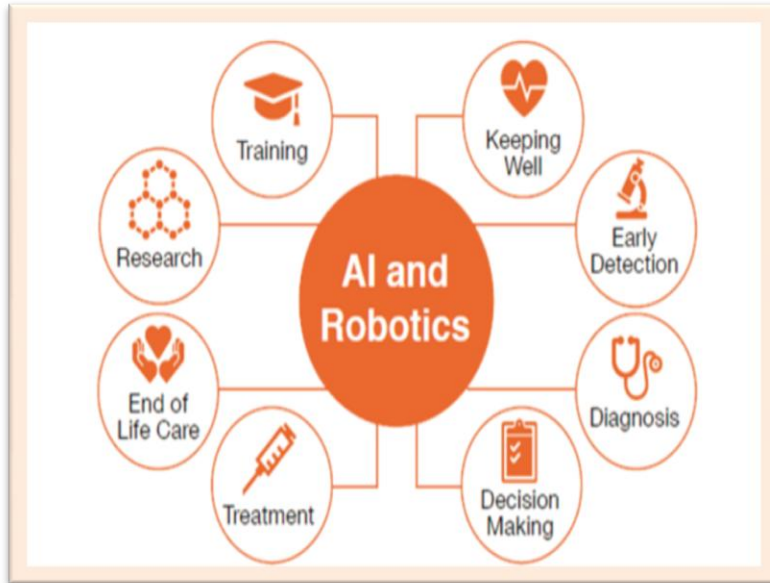 AI and
Robotics
Keeping
Well
Early
Detection
Diagnosis
Decision
Making
Treatment
End of
Life Care
Research
Training